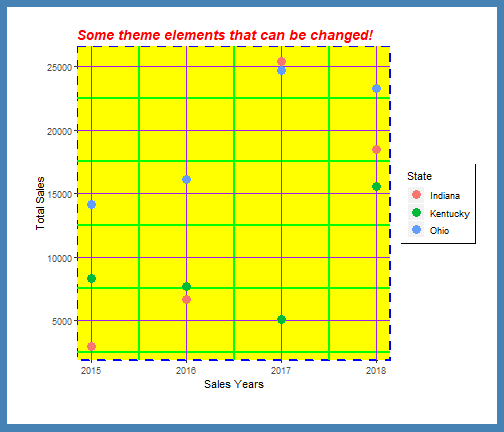 Some theme elements that can be changed!
25000
20000
15000
10000
5000
Total Sales
2015 2016 2017 2018
Sales Years
State
Indiana
Kentucky
Ohio